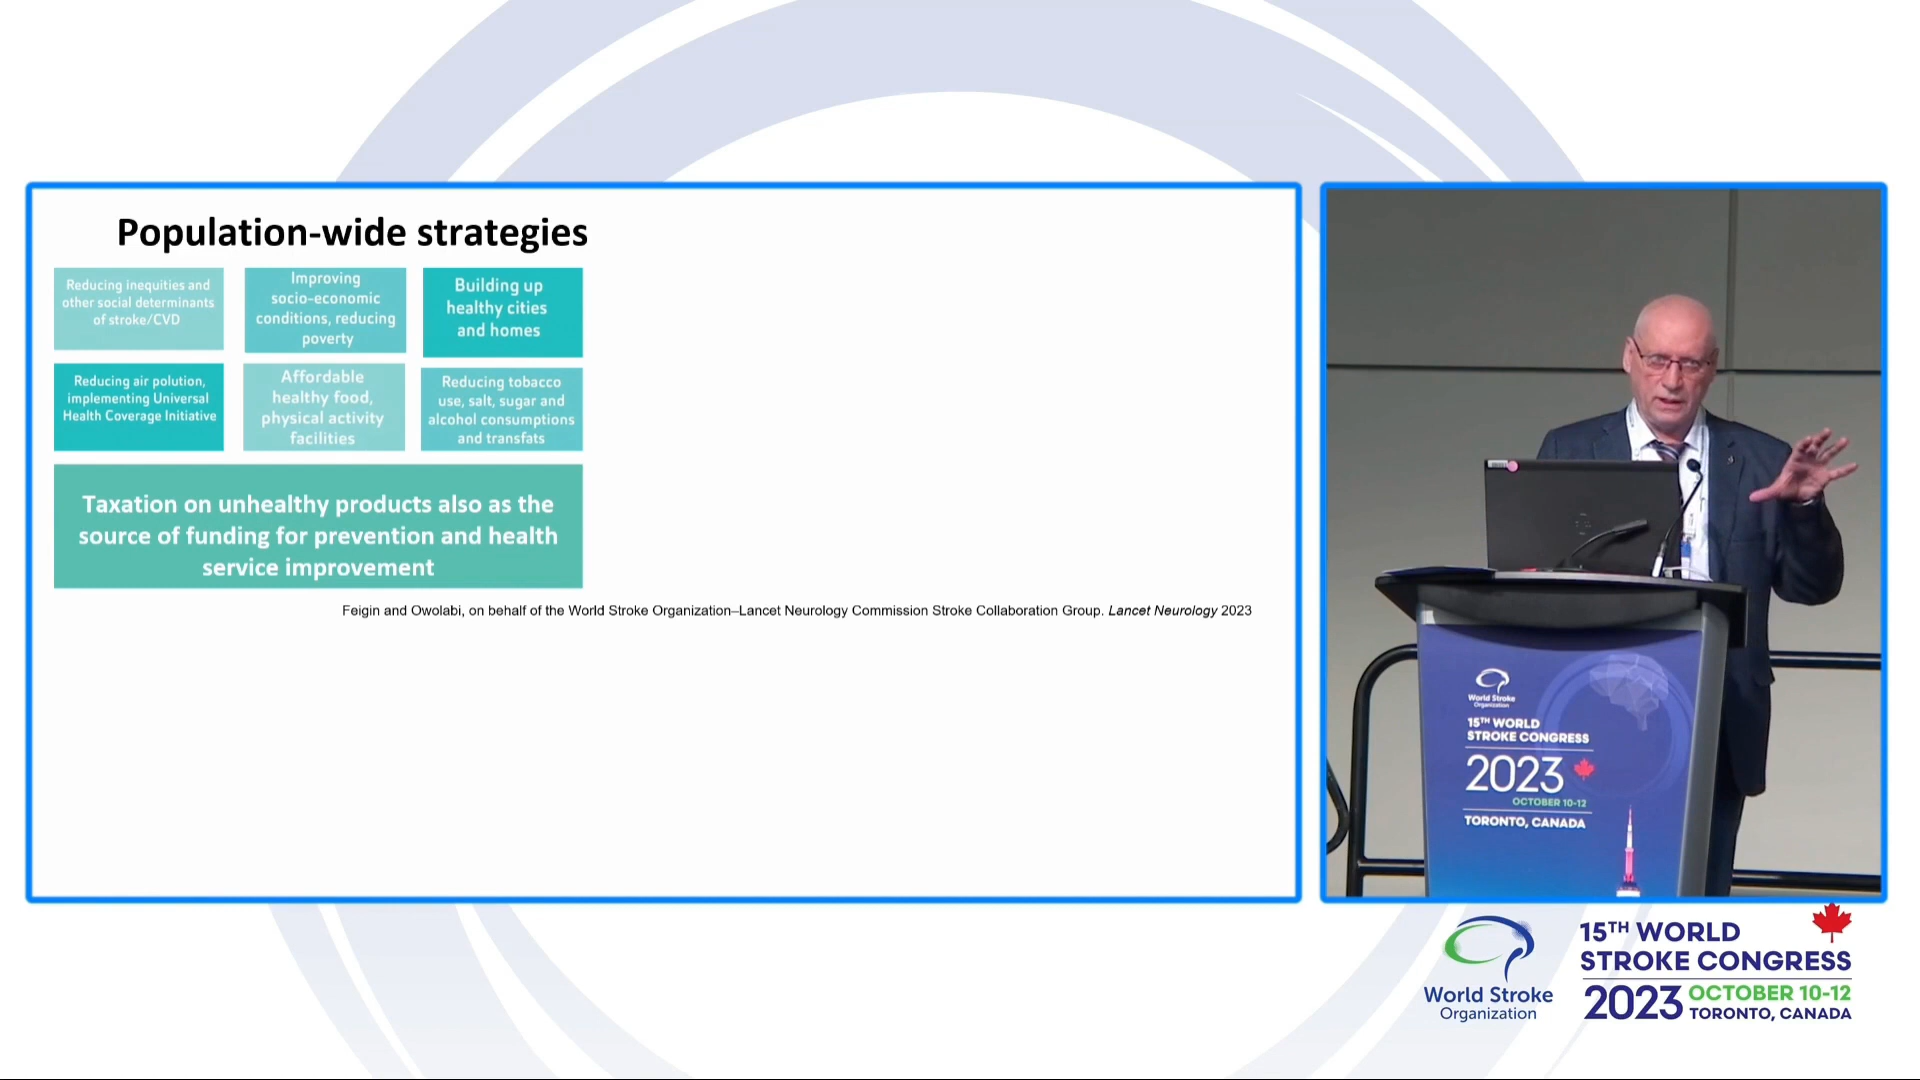 Population-wide strategies
Reducing inequities and
other social determinants
of stroke/CVD
Improving
socio-economic
conditions, reducing
poverty
Building up
healthy cities
and homes
Reducing air polution,
implementing Universal
Health Coverage Initiative
Affordable
healthy food,
physical activity
facilities
Reducing tobacco
use, salt, sugar and
alcohol consumptions
and transfats
Taxation on unhealthy products also as the
source of funding for prevention and health
service improvement
Feigin and Owolabi, on behalf of the World Stroke Organization–Lancet Neurology Commission Stroke Collaboration Group. Lancet Neurology 2023
World Stroke
Organization
15TH WORLD
STROKE CONGRESS
2023
OCTOBER 10-12
TORONTO, CANADA
World Stroke
Organization
15TH WORLD
STROKE CONGRESS
2023 OCTOBER 10-12
TORONTO, CANADA